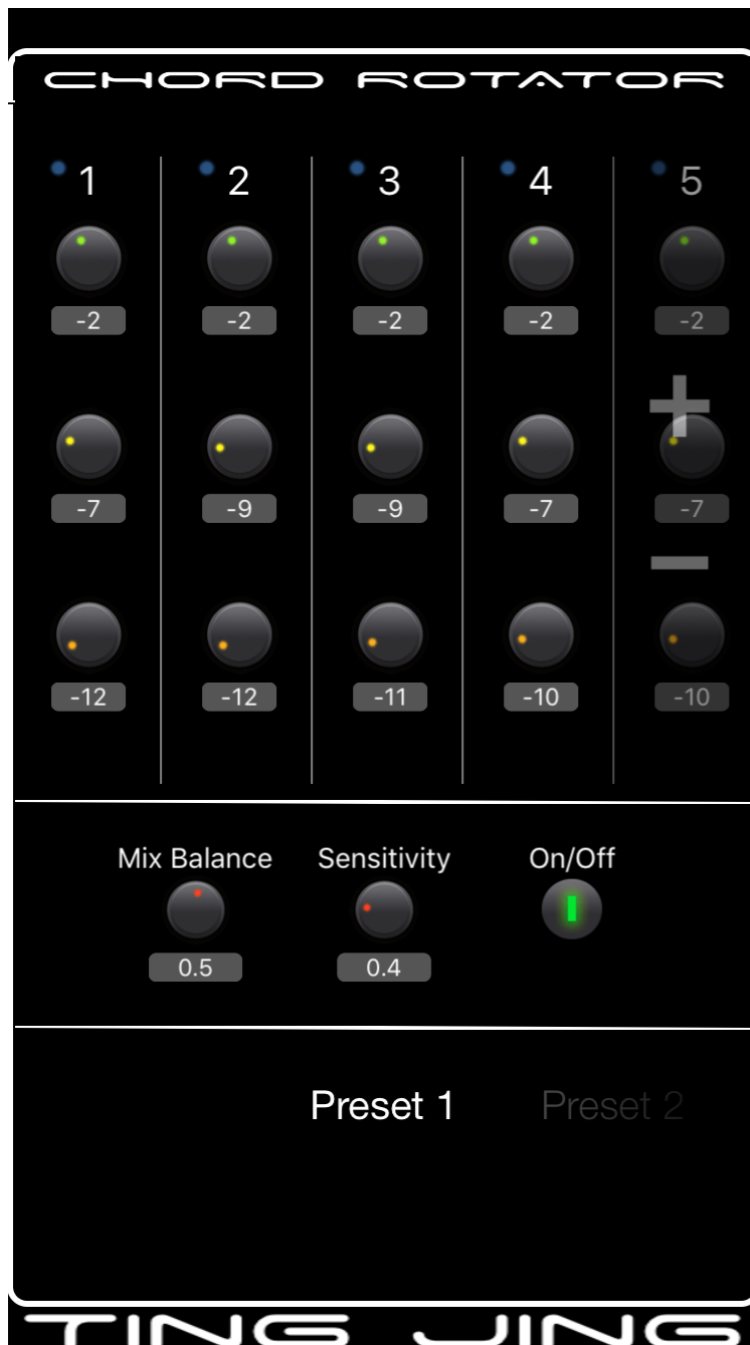 CHORD ROTATOR
1 2 3 4 5
-2 -2 -2 -2 -2
-7 -9 -9 -7 -7
-12 -12 -11 -10 -10
Mix Balance Sensitivity On/Off
0.5 0.4
Preset 1 Preset 2
TING JING